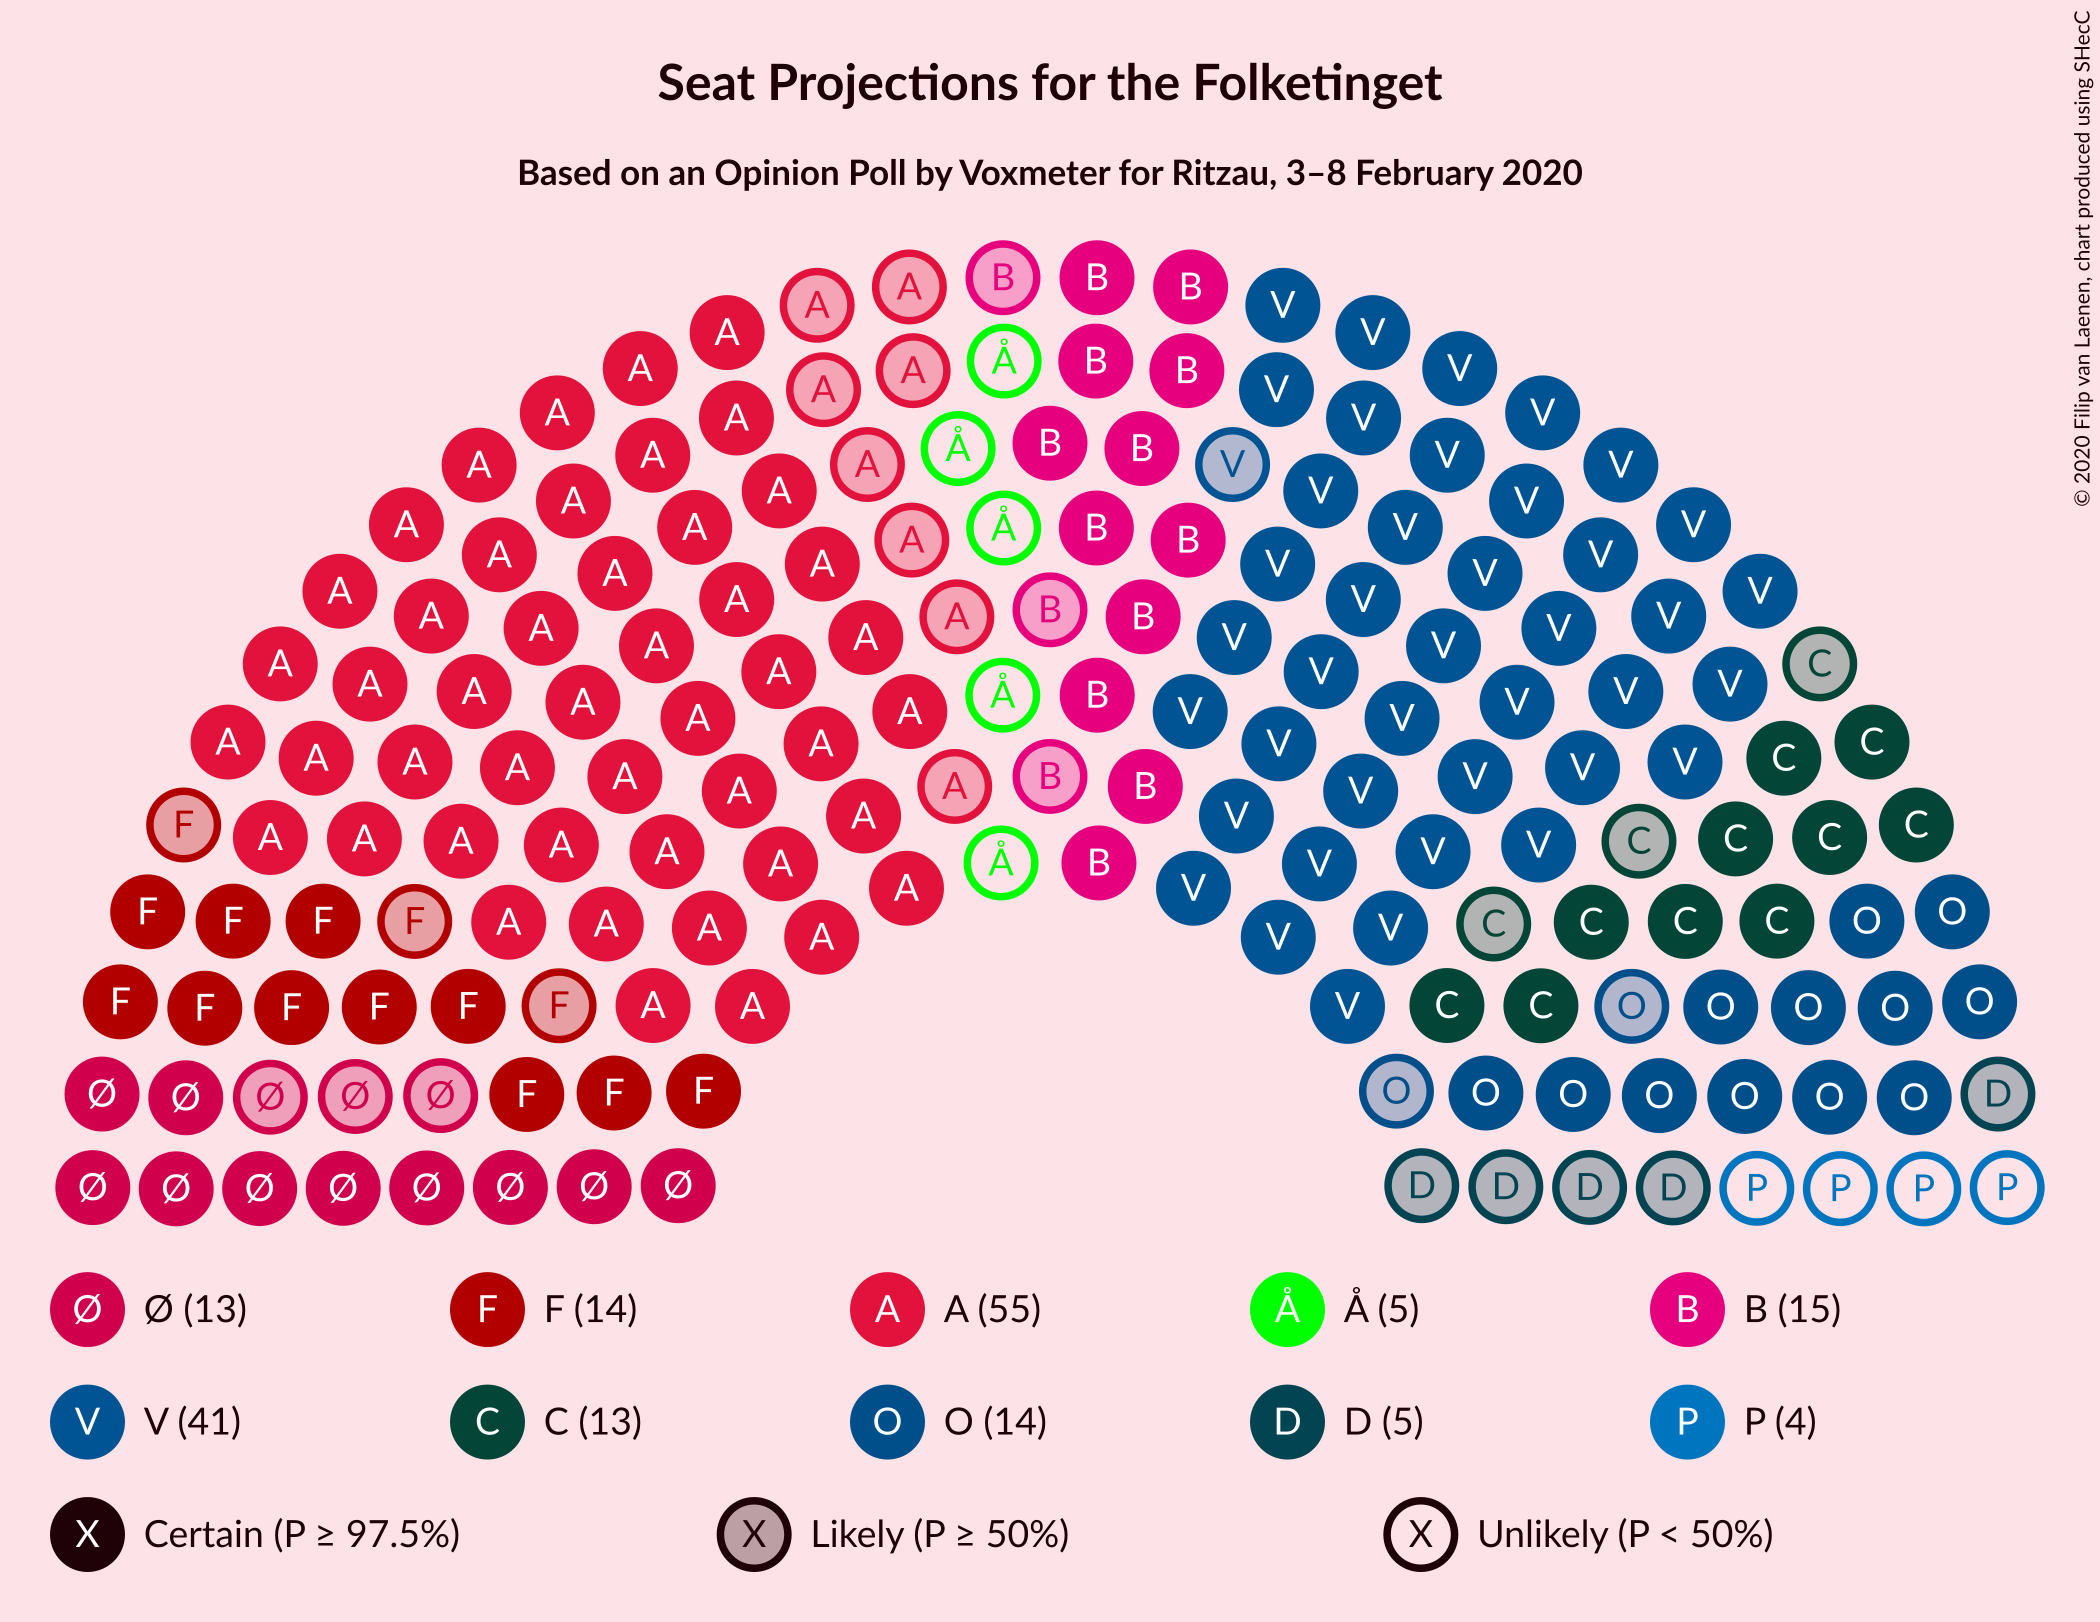 Seat Projections for the Folketinget
Based on an Opinion Poll by Voxmeter for Ritzau, 3–8 February 2020
© 2020 Filip van Laenen, chart produced using SHecC
A A B B B V V
A A A Å B B V V V
A A A A Å B B V V V V
A A A A A Å B B V V V V V
A A A A A A B B V V V V V V
A A A A A A A Å B V V V V V V V C
A A A A A A A A B B V V V V V V V C C
F A A A A A A A A Å B V V V V C C C C
F F F F A A A A V V C C C C O O
F F F F F F A A V C C O O O O O
Ø Ø Ø Ø Ø F F F O O O O O O O D
Ø Ø Ø Ø Ø Ø Ø Ø D D D D P P P P
Ø Ø (13) F F (14) A A (55) Å Å (5) B B (15)
V V (41) C C (13) O O (14) D D (5) P P (4)
X Certain (P ≥ 97.5%) X Likely (P ≥ 50%) X Unlikely (P < 50%)